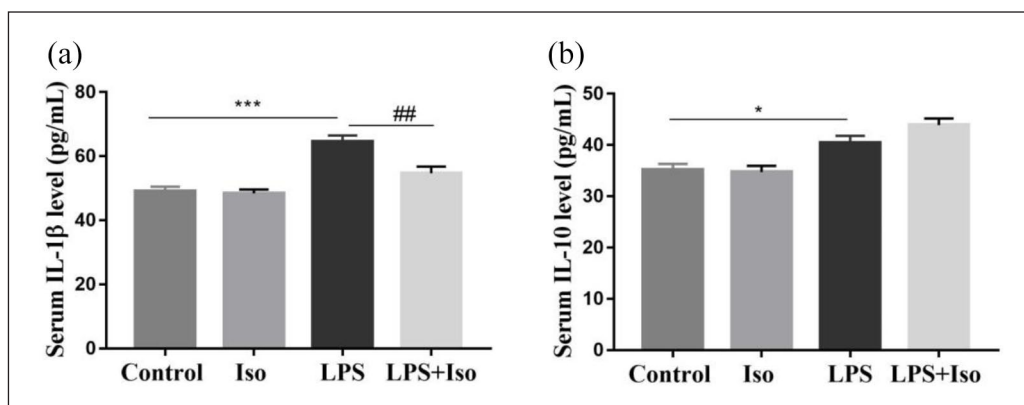 (a)
Serum IL-1β level (pg/mL)
80
60
40
20
0
***
##
Control Iso LPS LPS+Iso
(b)
Serum IL-10 level (pg/mL)
50
40
30
20
10
0
*
Control Iso LPS LPS+Iso